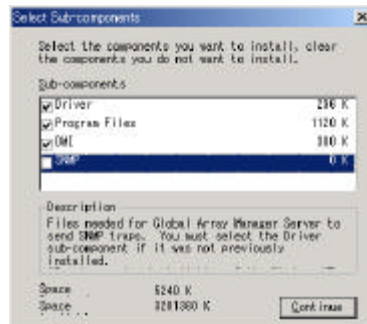 Select Sub-components
Select the components you want to install, clear
the components you do not want to install.
Sub-components
Driver 296 K
Program Files 1120 K
DMI 380 K
SNMP 0 K
Description
Files needed for Global Array Manager Server to
send SNMP traps. You must select the Driver
sub-component if it was not previously
installed.
Space 5240 K
Space 3201360 K
Continue